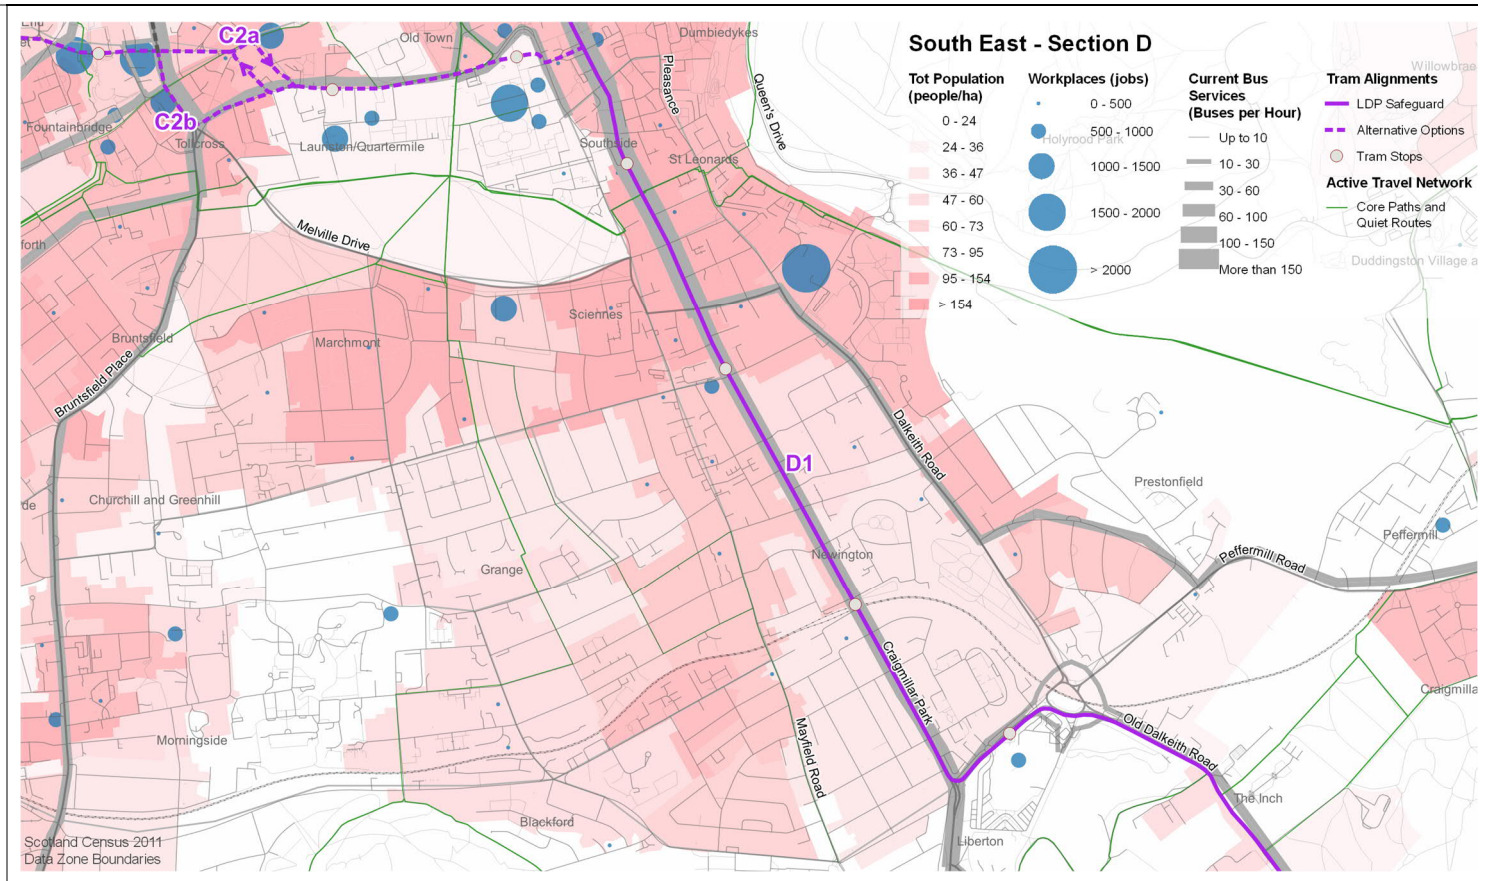 South East - Section D
Tot Population
(people/ha)
0 - 24
24 - 36
36 - 47
47 - 60
60 - 73
73 - 95
95 - 154
> 154
Workplaces (jobs)
0 - 500
500 - 1000
1000 - 1500
1500 - 2000
> 2000
Current Bus
Services
(Buses per Hour)
Up to 10
10 - 30
30 - 60
60 - 100
100 - 150
More than 150
Tram Alignments
LDP Safeguard
Alternative Options
Tram Stops
Active Travel Network
Core Paths and
Quiet Routes
C2a
Old Town
Dumbiedykes
Pleasance
Queen's Drive
Willowbrae
Holyrood Park
C2b
Fountainbridge
Tollcross
Lauriston/Quartermile
Southside
St Leonards
Melville Drive
forth
Duddingston Village a
Sciennes
Bruntsfield
Marchmont
Bruntsfield Place
Dalkeith Road
D1
Prestonfield
Churchill and Greenhill
de
Peffermill
Newington
Peffermill Road
Grange
Craigmillar Park
Craigmilla
Morningside
Mayfield Road
Old Dalkeith Road
The Inch
Blackford
Liberton
Scotland Census 2011
Data Zone Boundaries